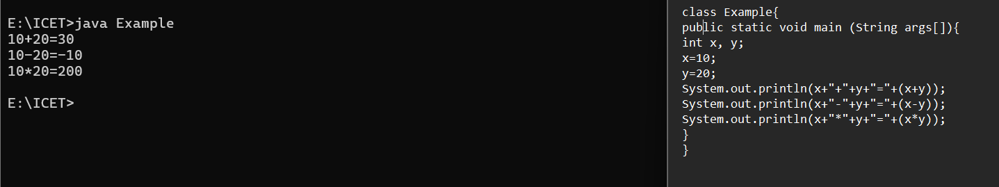 E:\ICET>java Example
10+20=30
10-20=-10
10*20=200
E:\ICET>
class Example{
public static void main (String args[]){
int x, y;
x=10;
y=20;
System.out.println(x+"+"+y+"="+(x+y));
System.out.println(x+"-"+y+"="+(x-y));
System.out.println(x+"*"+y+"="+(x*y));
}
}